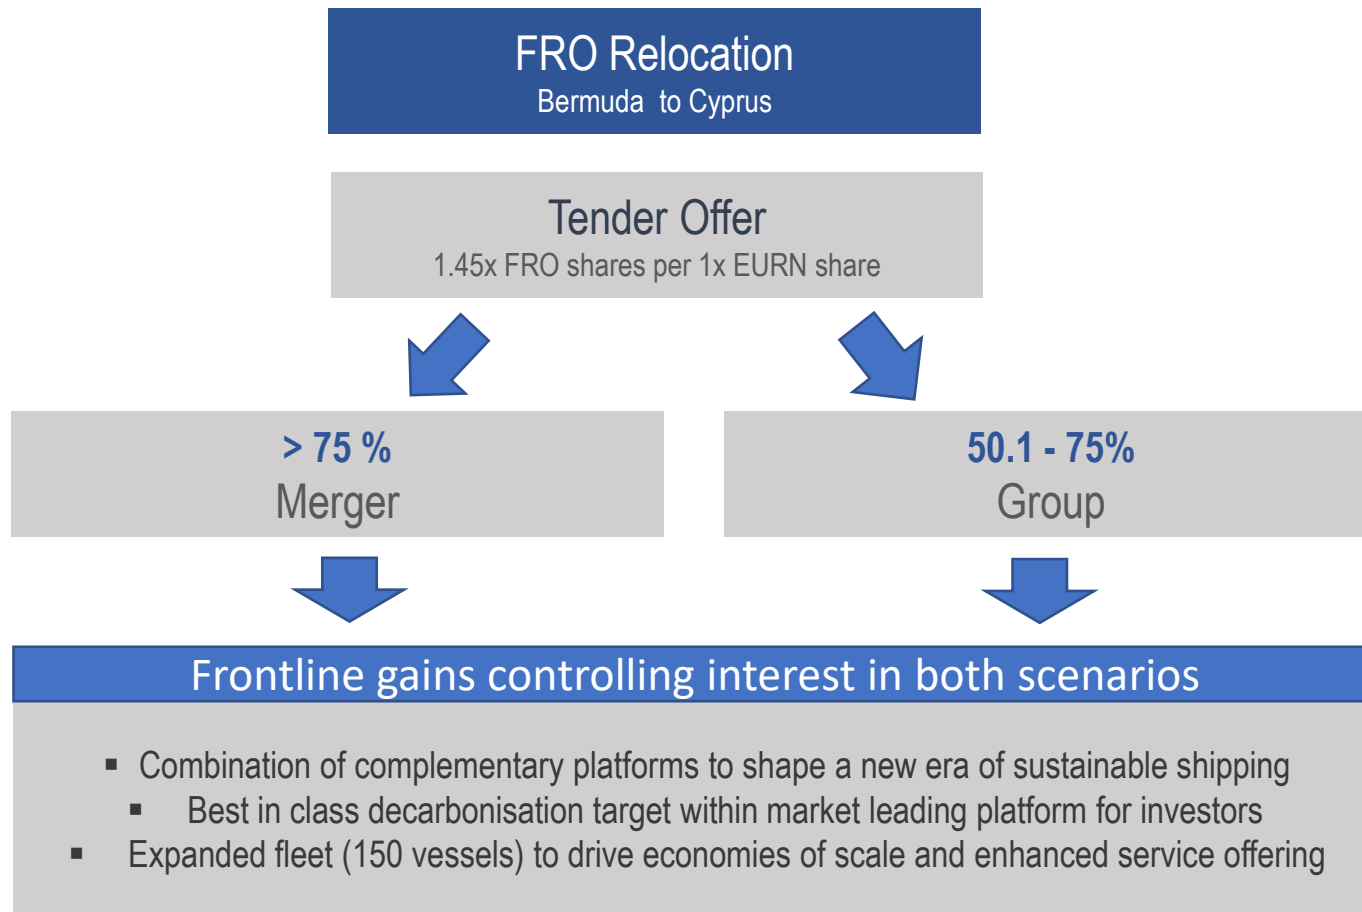 FRO Relocation
Bermuda to Cyprus
Tender Offer
1.45x FRO shares per 1x EURN share
> 75 %
Merger
50.1 - 75%
Group
Frontline gains controlling interest in both scenarios
▪ Combination of complementary platforms to shape a new era of sustainable shipping
▪ Best in class decarbonisation target within market leading platform for investors
▪ Expanded fleet (150 vessels) to drive economies of scale and enhanced service offering